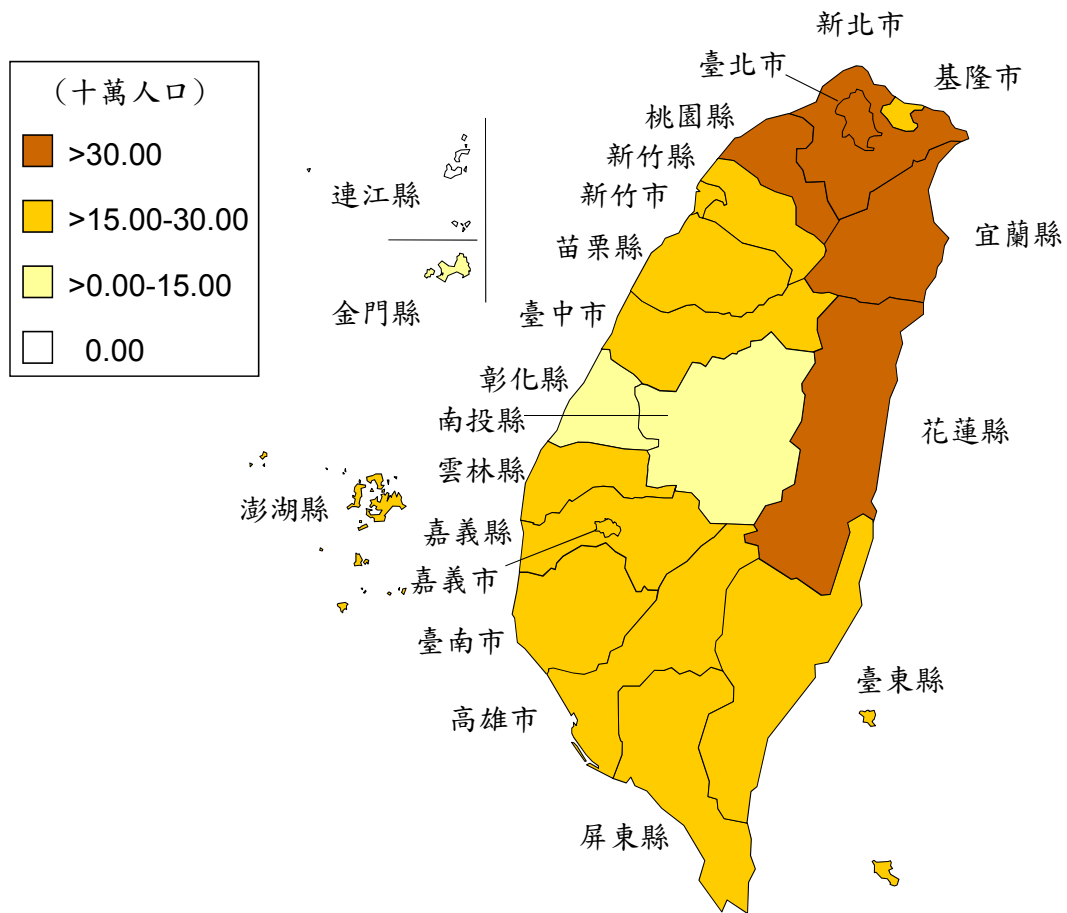 （十萬人口）
>30.00
>15.00-30.00
>0.00-15.00
0.00
新北市
臺北市
基隆市
桃園縣
新竹縣
新竹市
連江縣
苗栗縣
宜蘭縣
金門縣
臺中市
彰化縣
南投縣
花蓮縣
雲林縣
澎湖縣
嘉義縣
嘉義市
臺南市
臺東縣
高雄市
屏東縣